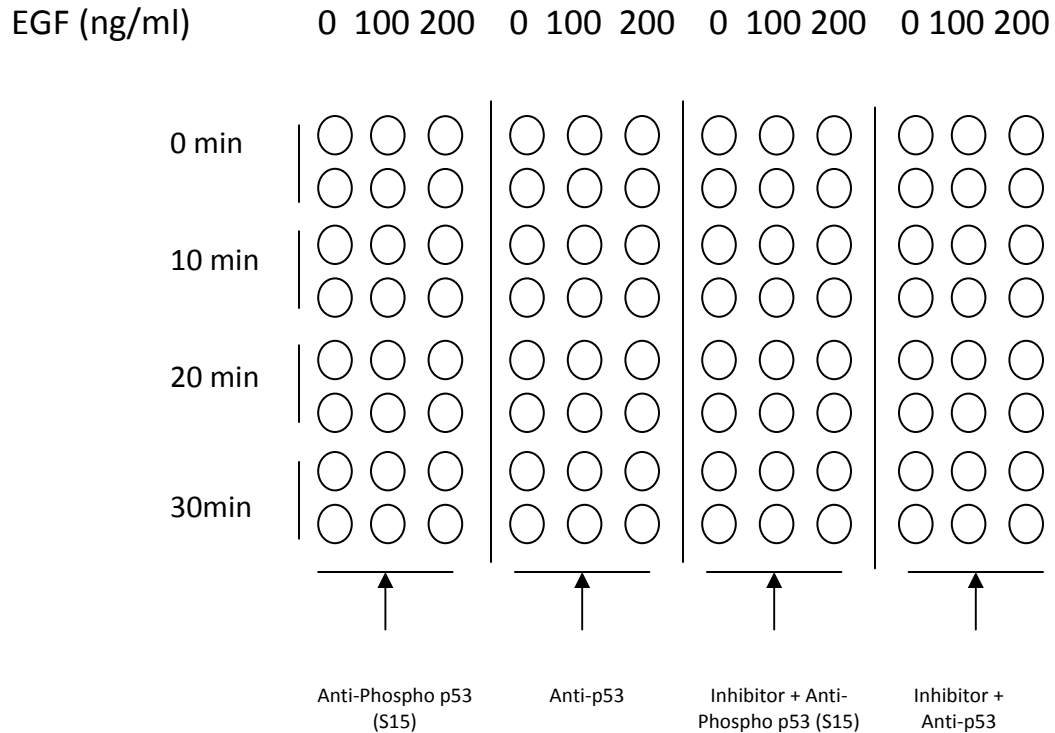 EGF (ng/ml) 0 100 200 0 100 200 0 100 200 0 100 200
0 min
10 min
20 min
30min
Anti-Phospho p53
(S15)
Anti-p53
Inhibitor + Anti-
Phospho p53 (S15)
Inhibitor +
Anti-p53